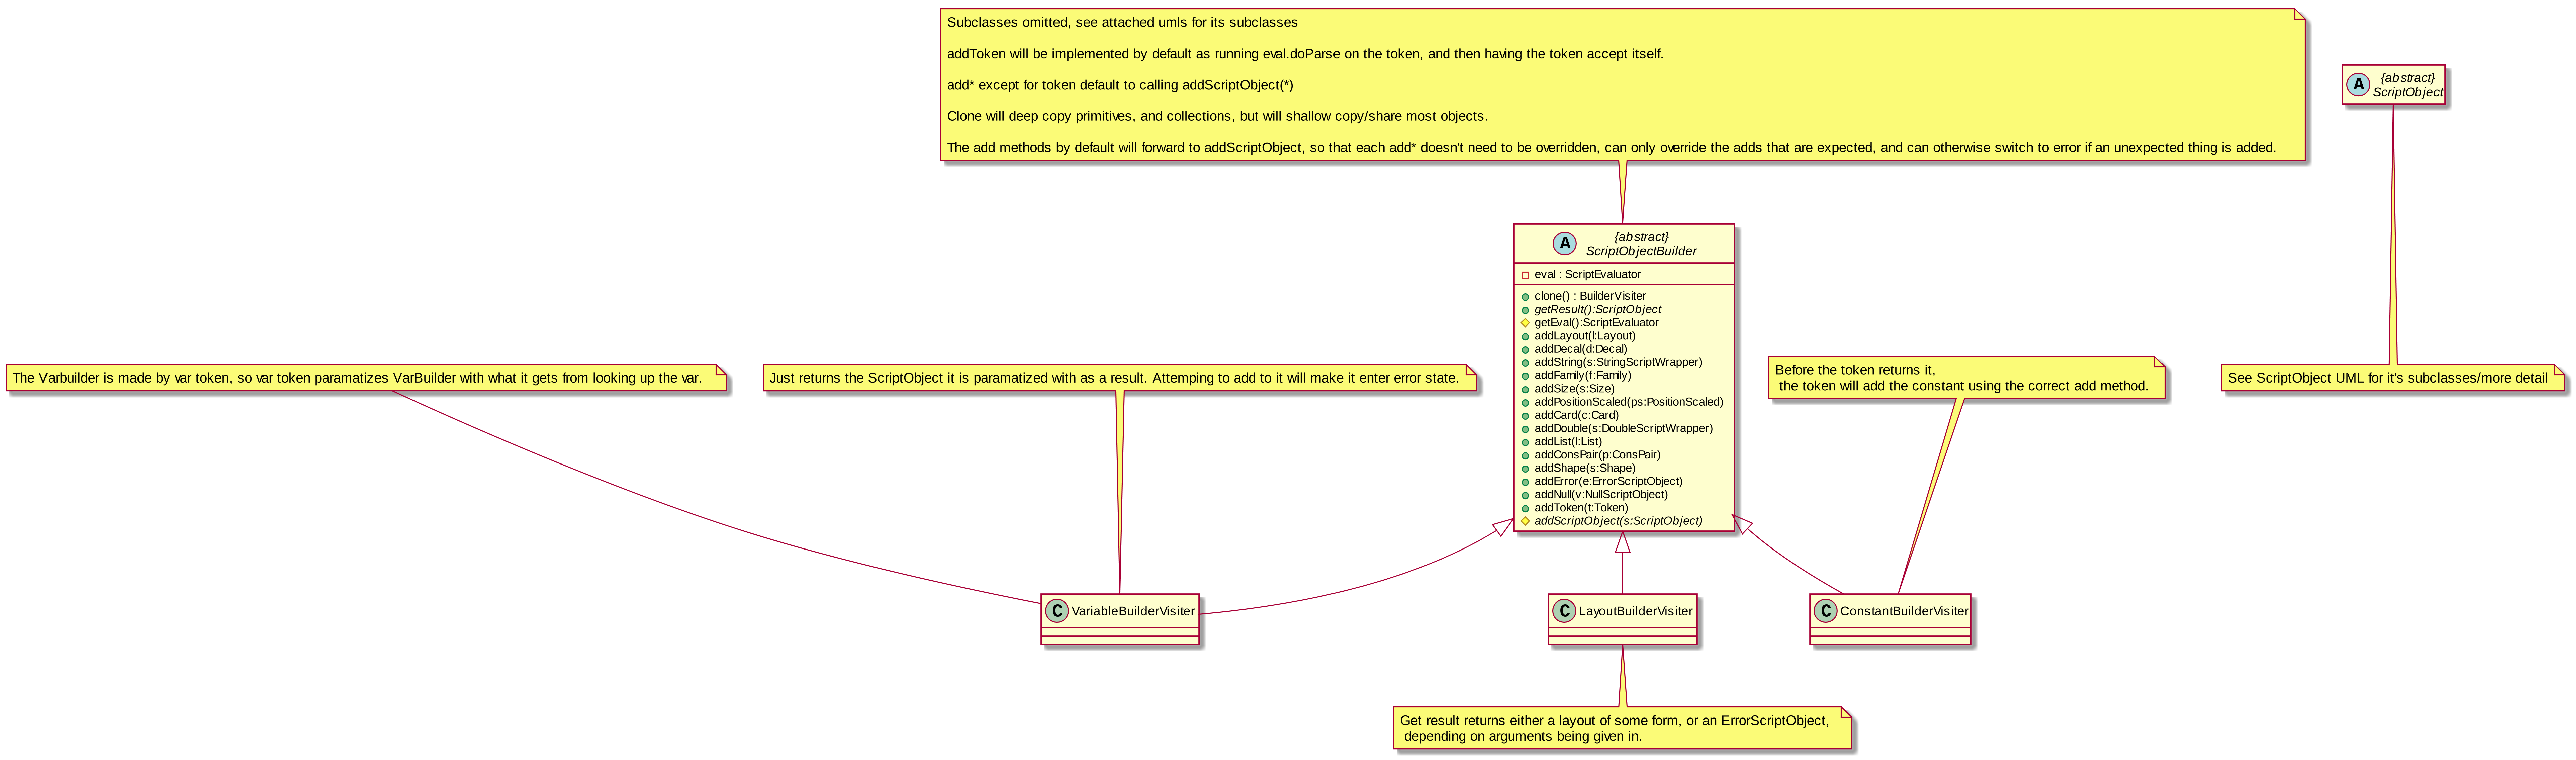 Subclasses omitted, see attached umls for its subclasses
addToken will be implemented by default as running eval.doParse on the token, and then having the token accept itself.
add* except for token default to calling addScriptObject(*)
Clone will deep copy primitives, and collections, but will shallow copy/share most objects.
The add methods by default will forward to addScriptObject, so that each add* doesn't need to be overridden, can only override the adds that are expected, and can otherwise switch to error if an unexpected thing is added.
A
{abstract}
ScriptObject
A
{abstract}
ScriptObjectBuilder
eval : ScriptEvaluator
clone() : BuilderVisiter
getResult():ScriptObject
getEval():ScriptEvaluator
addLayout(l:Layout)
addDecal(d:Decal)
addString(s:StringScriptWrapper)
addFamily(f:Family)
addSize(s:Size)
addPositionScaled(ps:PositionScaled)
addCard(c:Card)
addDouble(s:DoubleScriptWrapper)
addList(l:List)
addConsPair(p:ConsPair)
addShape(s:Shape)
addError(e:ErrorScriptObject)
addNull(v:NullScriptObject)
addToken(t:Token)
addScriptObject(s:ScriptObject)
The Varbuilder is made by var token, so var token paramatizes VarBuilder with what it gets from looking up the var.
Just returns the ScriptObject it is paramatized with as a result. Attemping to add to it will make it enter error state.
Before the token returns it,
the token will add the constant using the correct add method.
See ScriptObject UML for it's subclasses/more detail
C VariableBuilderVisiter
C LayoutBuilderVisiter
C ConstantBuilderVisiter
Get result returns either a layout of some form, or an ErrorScriptObject,
depending on arguments being given in.